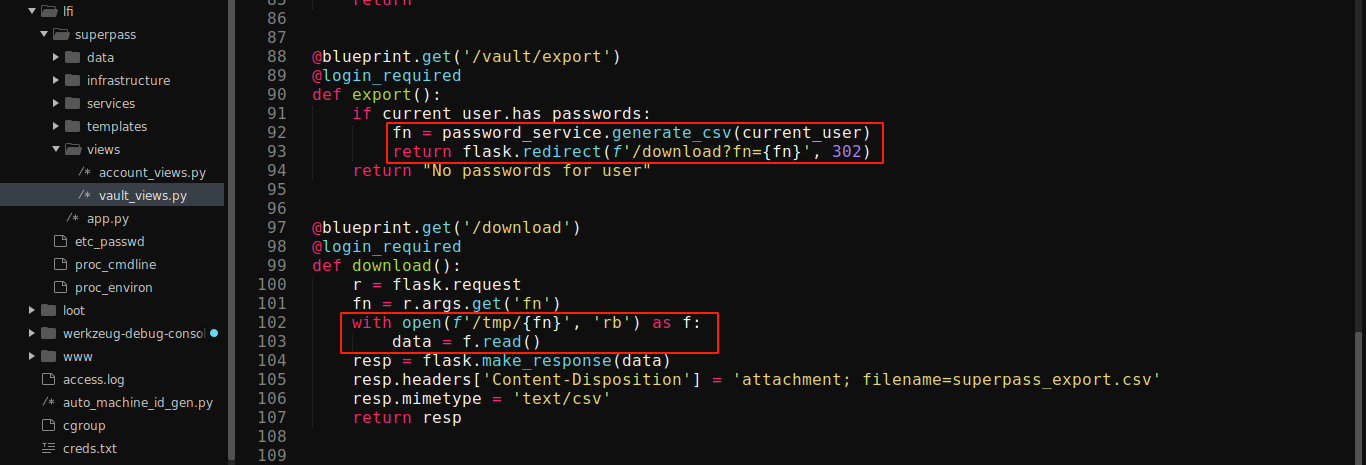 lfi
superpass
data
infrastructure
services
templates
views
/* account_views.py
/* vault_views.py
/* app.py
etc_passwd
proc_cmdline
proc_environ
loot
werkzeug-debug-consol
www
access.log
/* auto_machine_id_gen.py
cgroup
creds.txt
85 return
86
87
88 @blueprint.get('/vault/export')
89 @login_required
90 def export():
91 if current_user.has_passwords:
92 fn = password_service.generate_csv(current_user)
93 return flask.redirect(f'/download?fn={fn}', 302)
94 return "No passwords for user"
95
96
97 @blueprint.get('/download')
98 @login_required
99 def download():
100 r = flask.request
101 fn = r.args.get('fn')
102 with open(f'/tmp/{fn}', 'rb') as f:
103 data = f.read()
104 resp = flask.make_response(data)
105 resp.headers['Content-Disposition'] = 'attachment; filename=superpass_export.csv'
106 resp.mimetype = 'text/csv'
107 return resp
108
109